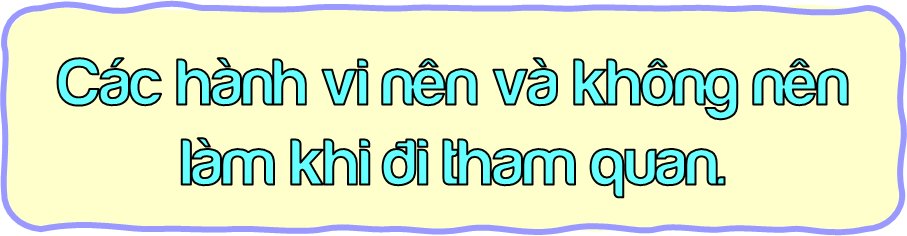 Các hành vi nên và không nên
làm khi đi tham quan.